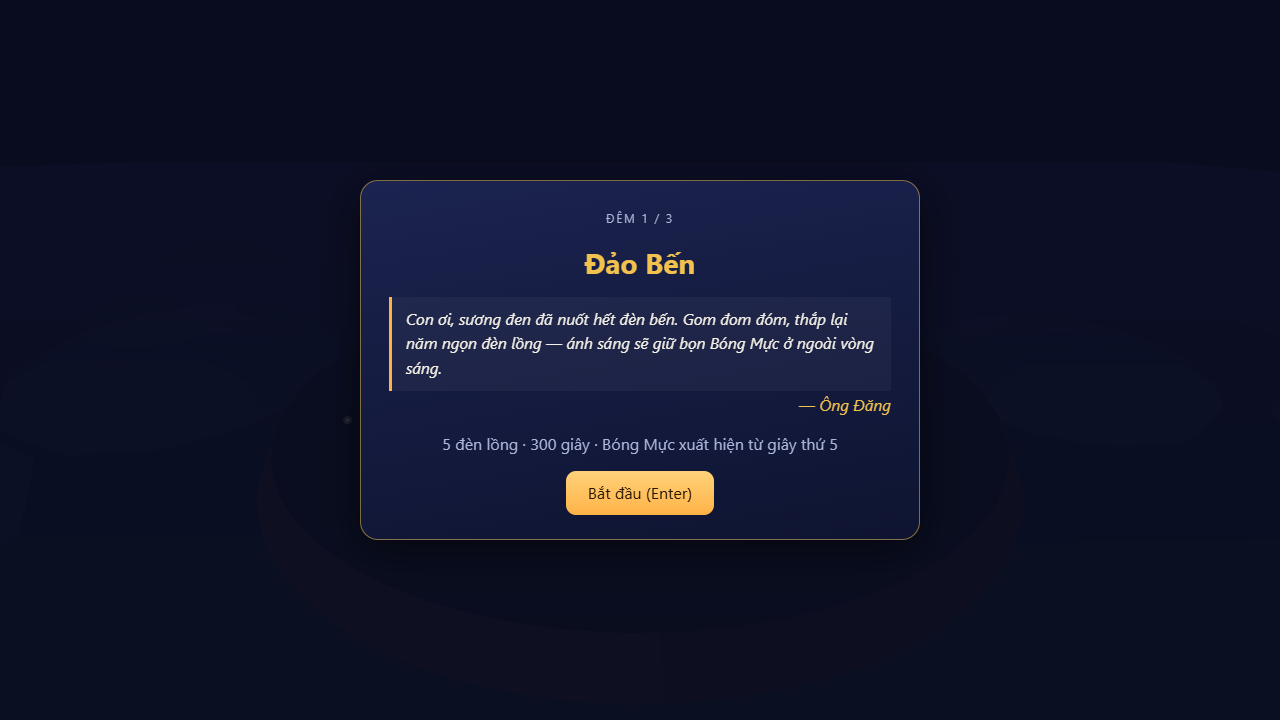 ĐÊM 1 / 3
Đảo Bến
Con ơi, sương đen đã nuốt hết đèn bến. Gom đom đóm, thắp lại
năm ngọn đèn lồng — ánh sáng sẽ giữ bọn Bóng Mực ở ngoài vòng
sáng.
— Ông Đăng
5 đèn lồng · 300 giây · Bóng Mực xuất hiện từ giây thứ 5
Bắt đầu (Enter)